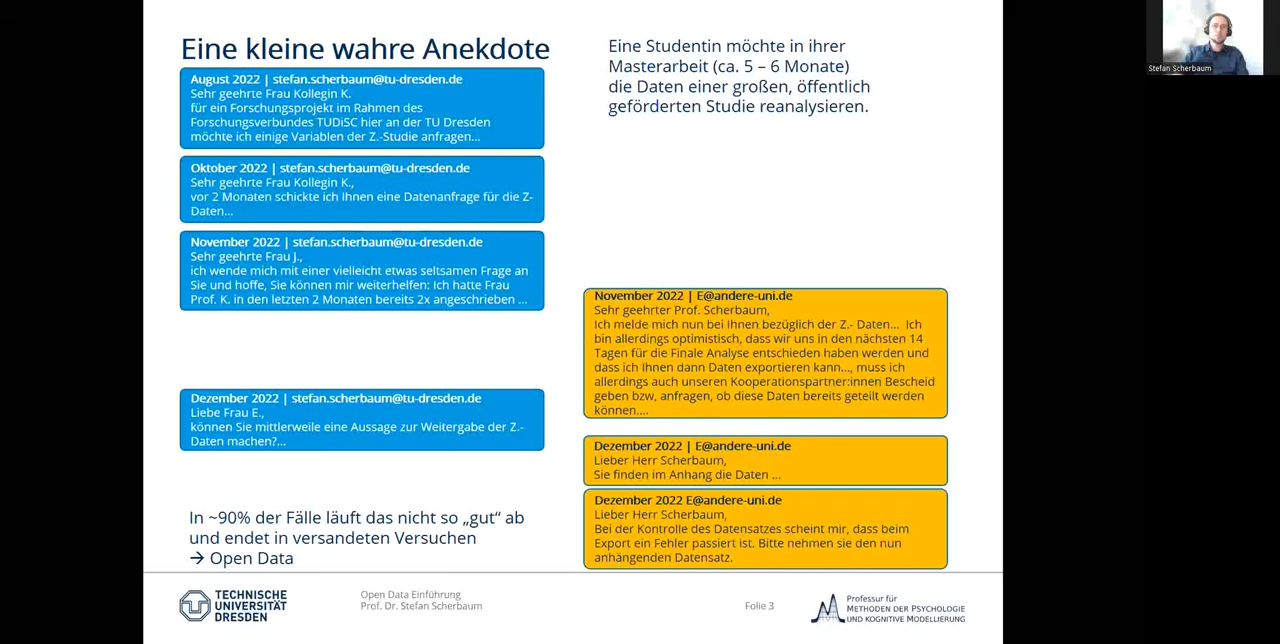 Eine kleine wahre Anekdote
August 2022 | stefan.scherbaum@tu-dresden.de
Sehr geehrte Frau Kollegin K.
für ein Forschungsprojekt im Rahmen des
Forschungsverbundes TUDiSC hier an der TU Dresden
möchte ich einige Variablen der Z.-Studie anfragen...
Oktober 2022 | stefan.scherbaum@tu-dresden.de
Sehr geehrte Frau Kollegin K.,
vor 2 Monaten schickte ich Ihnen eine Datenanfrage für die Z-
Daten...
November 2022 | stefan.scherbaum@tu-dresden.de
Sehr geehrte Frau J.,
ich wende mich mit einer vielleicht etwas seltsamen Frage an
Sie und hoffe, Sie können mir weiterhelfen: Ich hatte Frau
Prof. K. in den letzten 2 Monaten bereits 2x angeschrieben ...
Dezember 2022 | stefan.scherbaum@tu-dresden.de
Liebe Frau E.,
können Sie mittlerweile eine Aussage zur Weitergabe der Z.-
Daten machen?...
In ~90% der Fälle läuft das nicht so „gut“ ab
und endet in versandeten Versuchen
→ Open Data
Eine Studentin möchte in ihrer
Masterarbeit (ca. 5 – 6 Monate)
die Daten einer großen, öffentlich
geförderten Studie reanalysieren.
November 2022 | E@andere-uni.de
Sehr geehrter Prof. Scherbaum,
Ich melde mich nun bei Ihnen bezüglich der Z.- Daten... Ich
bin allerdings optimistisch, dass wir uns in den nächsten 14
Tagen für die Finale Analyse entschieden haben werden und
dass ich Ihnen dann Daten exportieren kann..., muss ich
allerdings auch unseren Kooperationspartner:innen Bescheid
geben bzw, anfragen, ob diese Daten bereits geteilt werden
können....
Dezember 2022 | E@andere-uni.de
Lieber Herr Scherbaum,
Sie finden im Anhang die Daten ...
Dezember 2022 E@andere-uni.de
Lieber Herr Scherbaum,
Bei der Kontrolle des Datensatzes scheint mir, dass beim
Export ein Fehler passiert ist. Bitte nehmen sie den nun
anhängenden Datensatz.
TECHNISCHE
UNIVERSITÄT
DRESDEN
Open Data Einführung
Prof. Dr. Stefan Scherbaum
Folie 3
Professur für
METHODEN DER PSYCHOLOGIE
UND KOGNITIVE MODELLIERUNG
Stefan Scherbaum